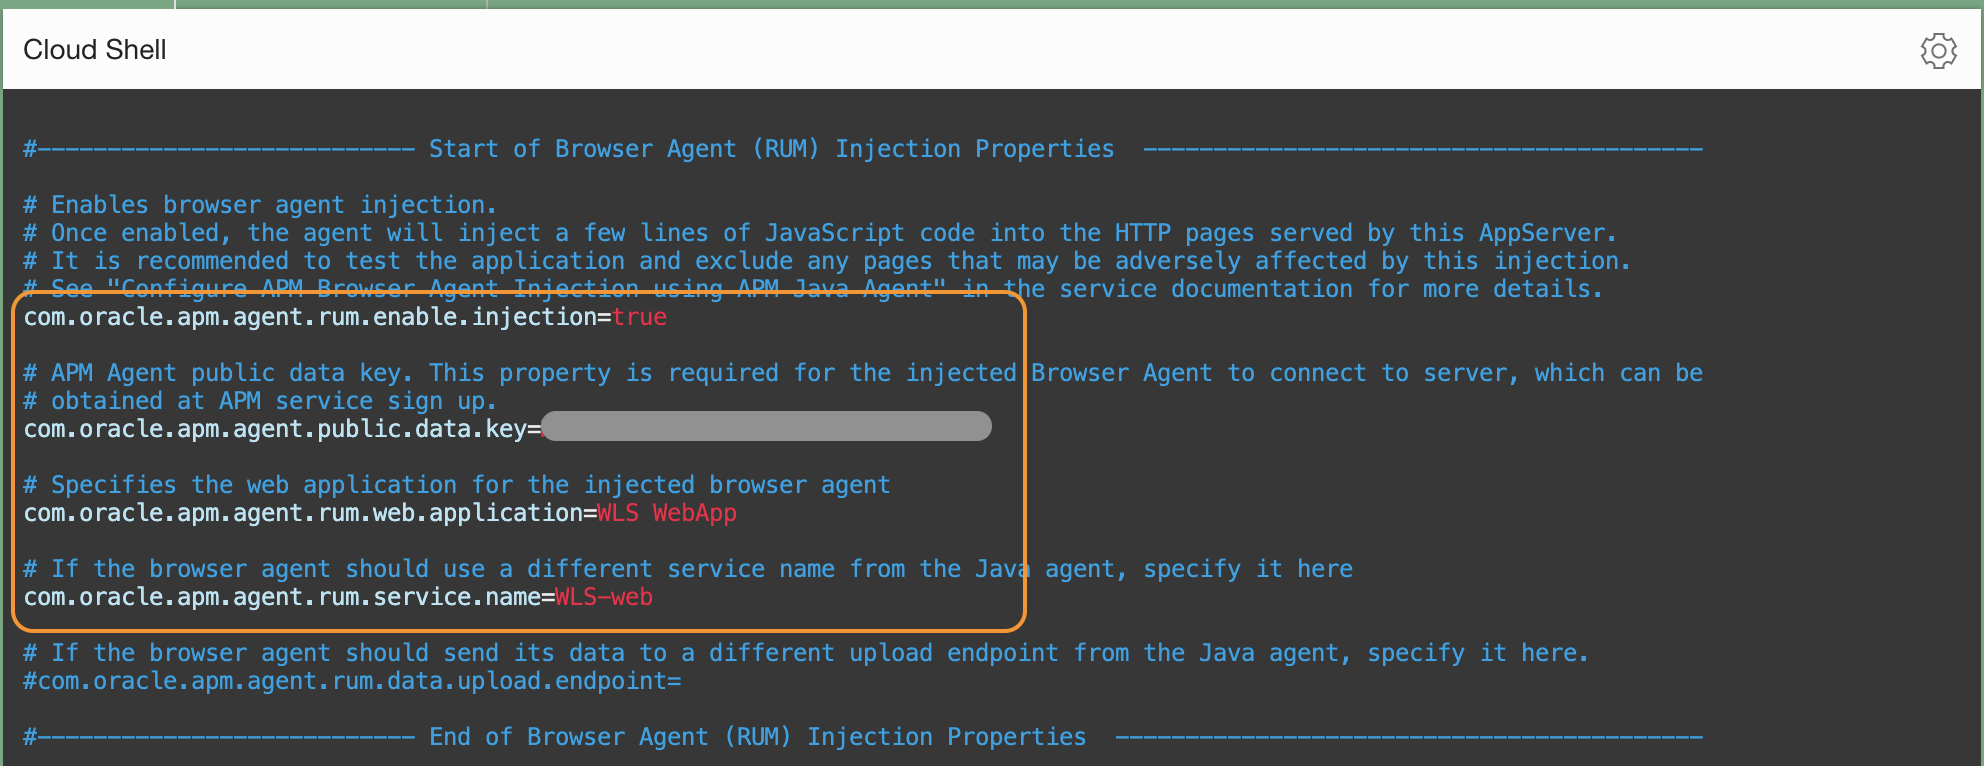 Cloud Shell
#--------------------------- Start of Browser Agent (RUM) Injection Properties ----------------------------------------
# Enables browser agent injection.
# Once enabled, the agent will inject a few lines of JavaScript code into the HTTP pages served by this AppServer.
# It is recommended to test the application and exclude any pages that may be adversely affected by this injection.
# See "Configure APM Browser Agent Injection using APM Java Agent" in the service documentation for more details.
com.oracle.apm.agent.rum.enable.injection=true
# APM Agent public data key. This property is required for the injected Browser Agent to connect to server, which can be
# obtained at APM service sign up.
com.oracle.apm.agent.public.data.key=
# Specifies the web application for the injected browser agent
com.oracle.apm.agent.rum.web.application=WLS WebApp
# If the browser agent should use a different service name from the Java agent, specify it here
com.oracle.apm.agent.rum.service.name=WLS-web
# If the browser agent should send its data to a different upload endpoint from the Java agent, specify it here.
#com.oracle.apm.agent.rum.data.upload.endpoint=
#--------------------------- End of Browser Agent (RUM) Injection Properties ------------------------------------------